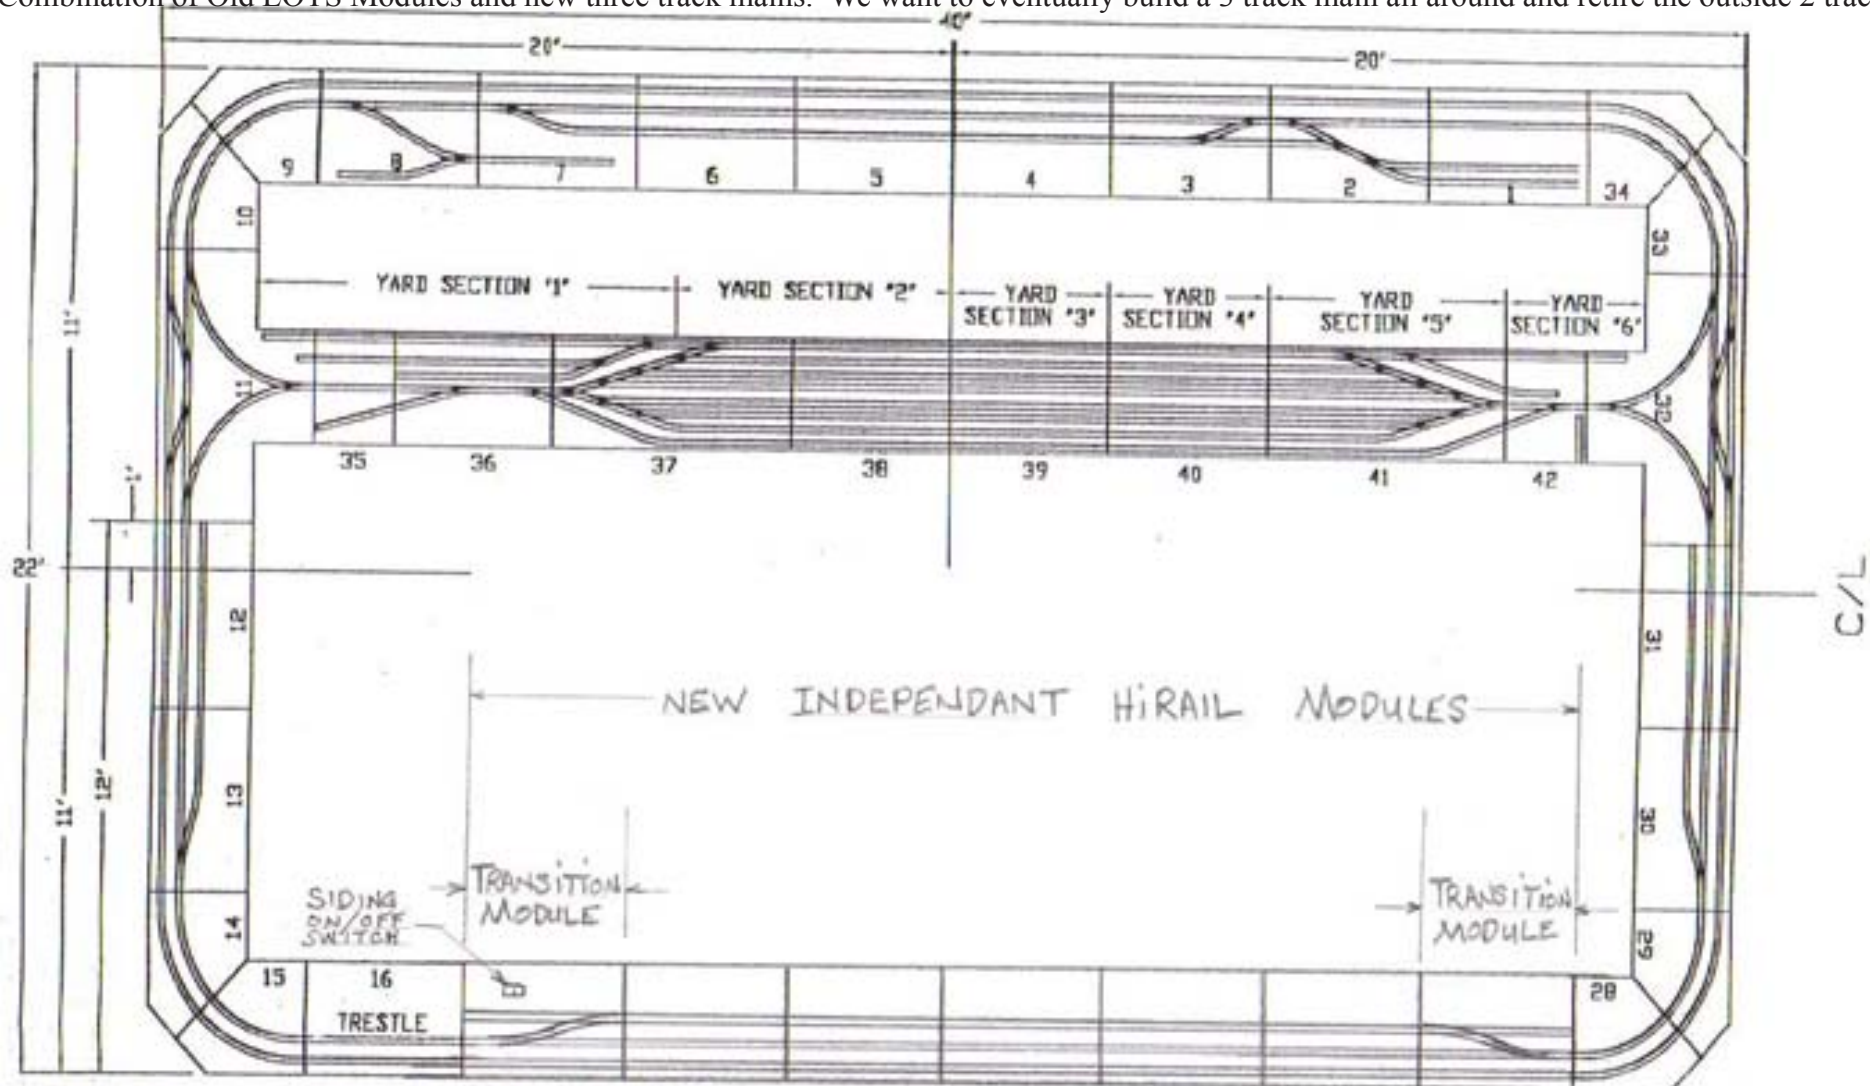 Combination of Old LOTS Modules and new three track mains. We want to eventually build a 3 track main all around and retire the outside 2 trac
40'
20'
20'
9
8
7
6
5
4
3
2
1
34
10
33
11'
YARD SECTION "1"
YARD SECTION "2"
YARD SECTION "3"
YARD SECTION "4"
YARD SECTION "5"
YARD SECTION "6"
11
32
35
36
37
38
39
40
41
42
1'
22'
C/L
12
31
NEW INDEPENDANT HiRAIL MODULES
11'
12'
13
30
TRANSITION
MODULE
SIDING
ON/OFF
SWITCH
TRANSITION
MODULE
14
29
15
16
28
TRESTLE